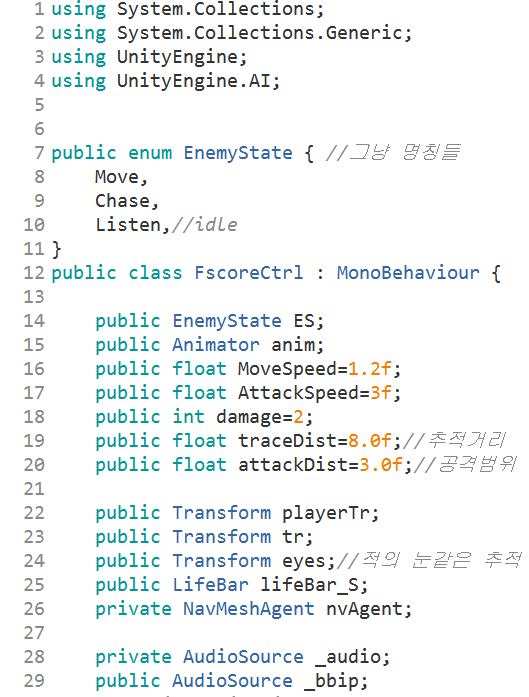 1 using System.Collections;
2 using System.Collections.Generic;
3 using UnityEngine;
4 using UnityEngine.AI;
5
6
7 public enum EnemyState { //그냥 명칭들
8     Move,
9     Chase,
10     Listen,//idle
11 }
12 public class FscoreCtrl : MonoBehaviour {
13
14     public EnemyState ES;
15     public Animator anim;
16     public float MoveSpeed=1.2f;
17     public float AttackSpeed=3f;
18     public int damage=2;
19     public float traceDist=8.0f;//추적거리
20     public float attackDist=3.0f;//공격범위
21
22     public Transform playerTr;
23     public Transform tr;
24     public Transform eyes;//적의 눈같은 추적
25     public LifeBar lifeBar_S;
26     private NavMeshAgent nvAgent;
27
28     private AudioSource _audio;
29     public AudioSource _bbip;